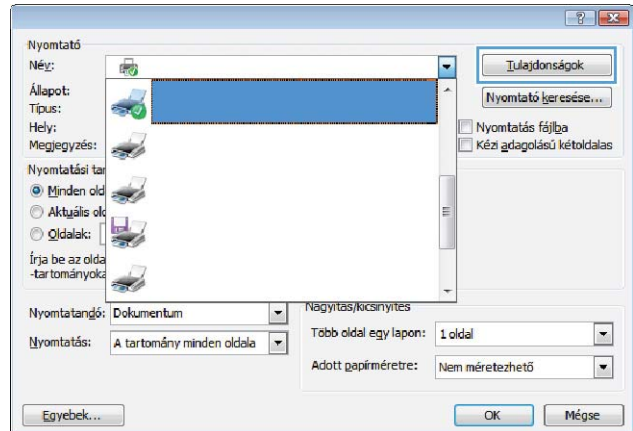 Nyomtató
Név:
Tulajdonságok
Állapot:
Nyomtató keresése...
Típus:
Hely:
Nyomtatás fájlba
Megjegyzés:
Kézi adagolású kétoldalas
Nyomtatási tar
Minden old
Aktuális olo
Oldalak:
Írja be az olda
-tartományoka
Nyomtatandó: Dokumentum
Nagyítás/kicsinyítés
Nyomtatás: A tartomány minden oldala
Több oldal egy lapon: 1 oldal
Adott papírméretre: Nem méretezhető
Egyebek...
OK
Mégse